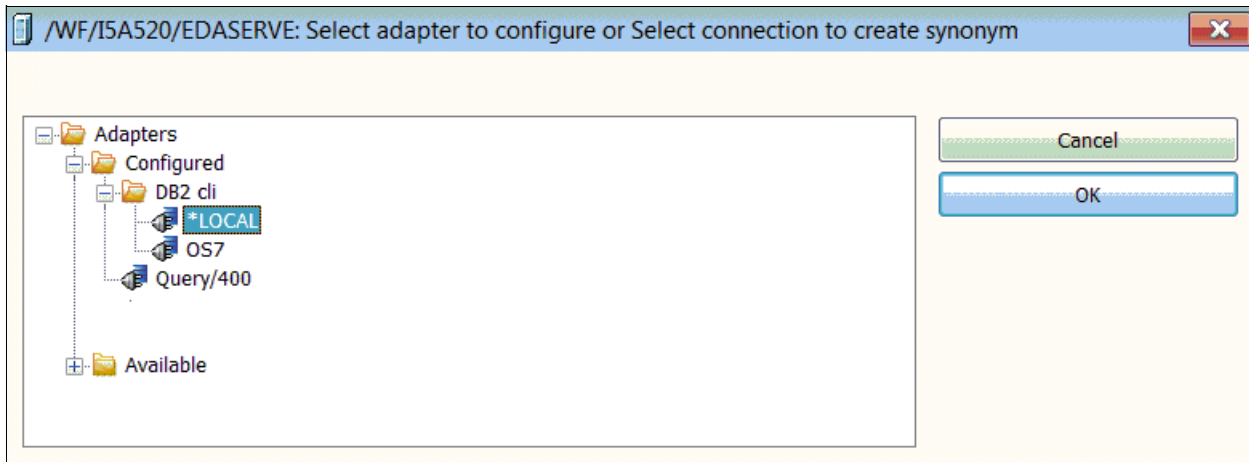 /WF/I5A520/EDASERVE: Select adapter to configure or Select connection to create synonym
Adapters
Configured
DB2 cli
*LOCAL
OS7
Query/400
Available
Cancel
OK